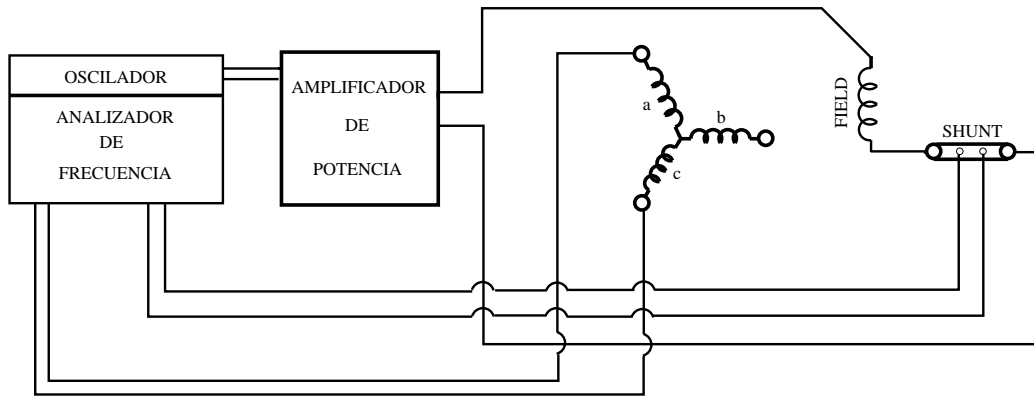 OSCILADOR
ANALIZADOR
DE
FRECUENCIA
AMPLIFICADOR
DE
POTENCIA
a
b
c
FIELD
SHUNT